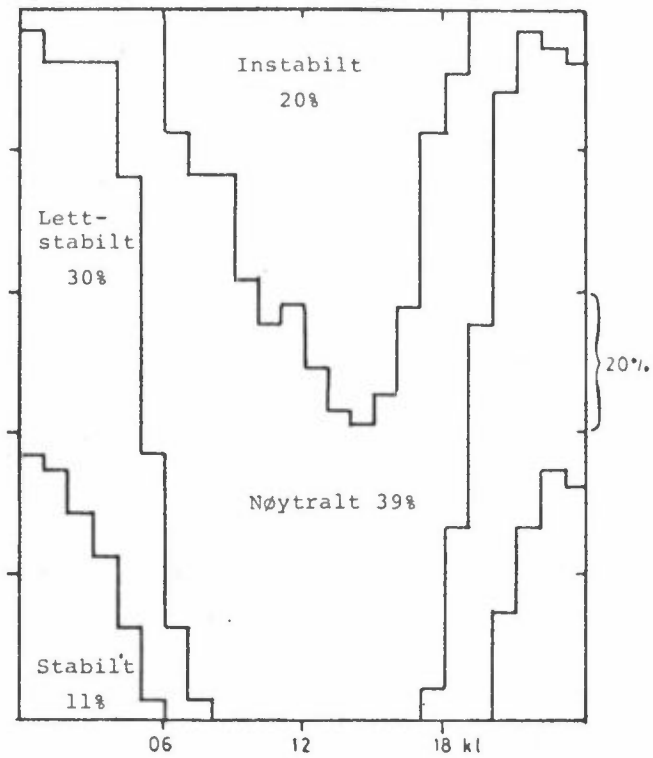 Instabilt
20%
Lett-
stabilt
30%
20%
Nøytralt 39%
Stabilt
11%
06 12 18 kl